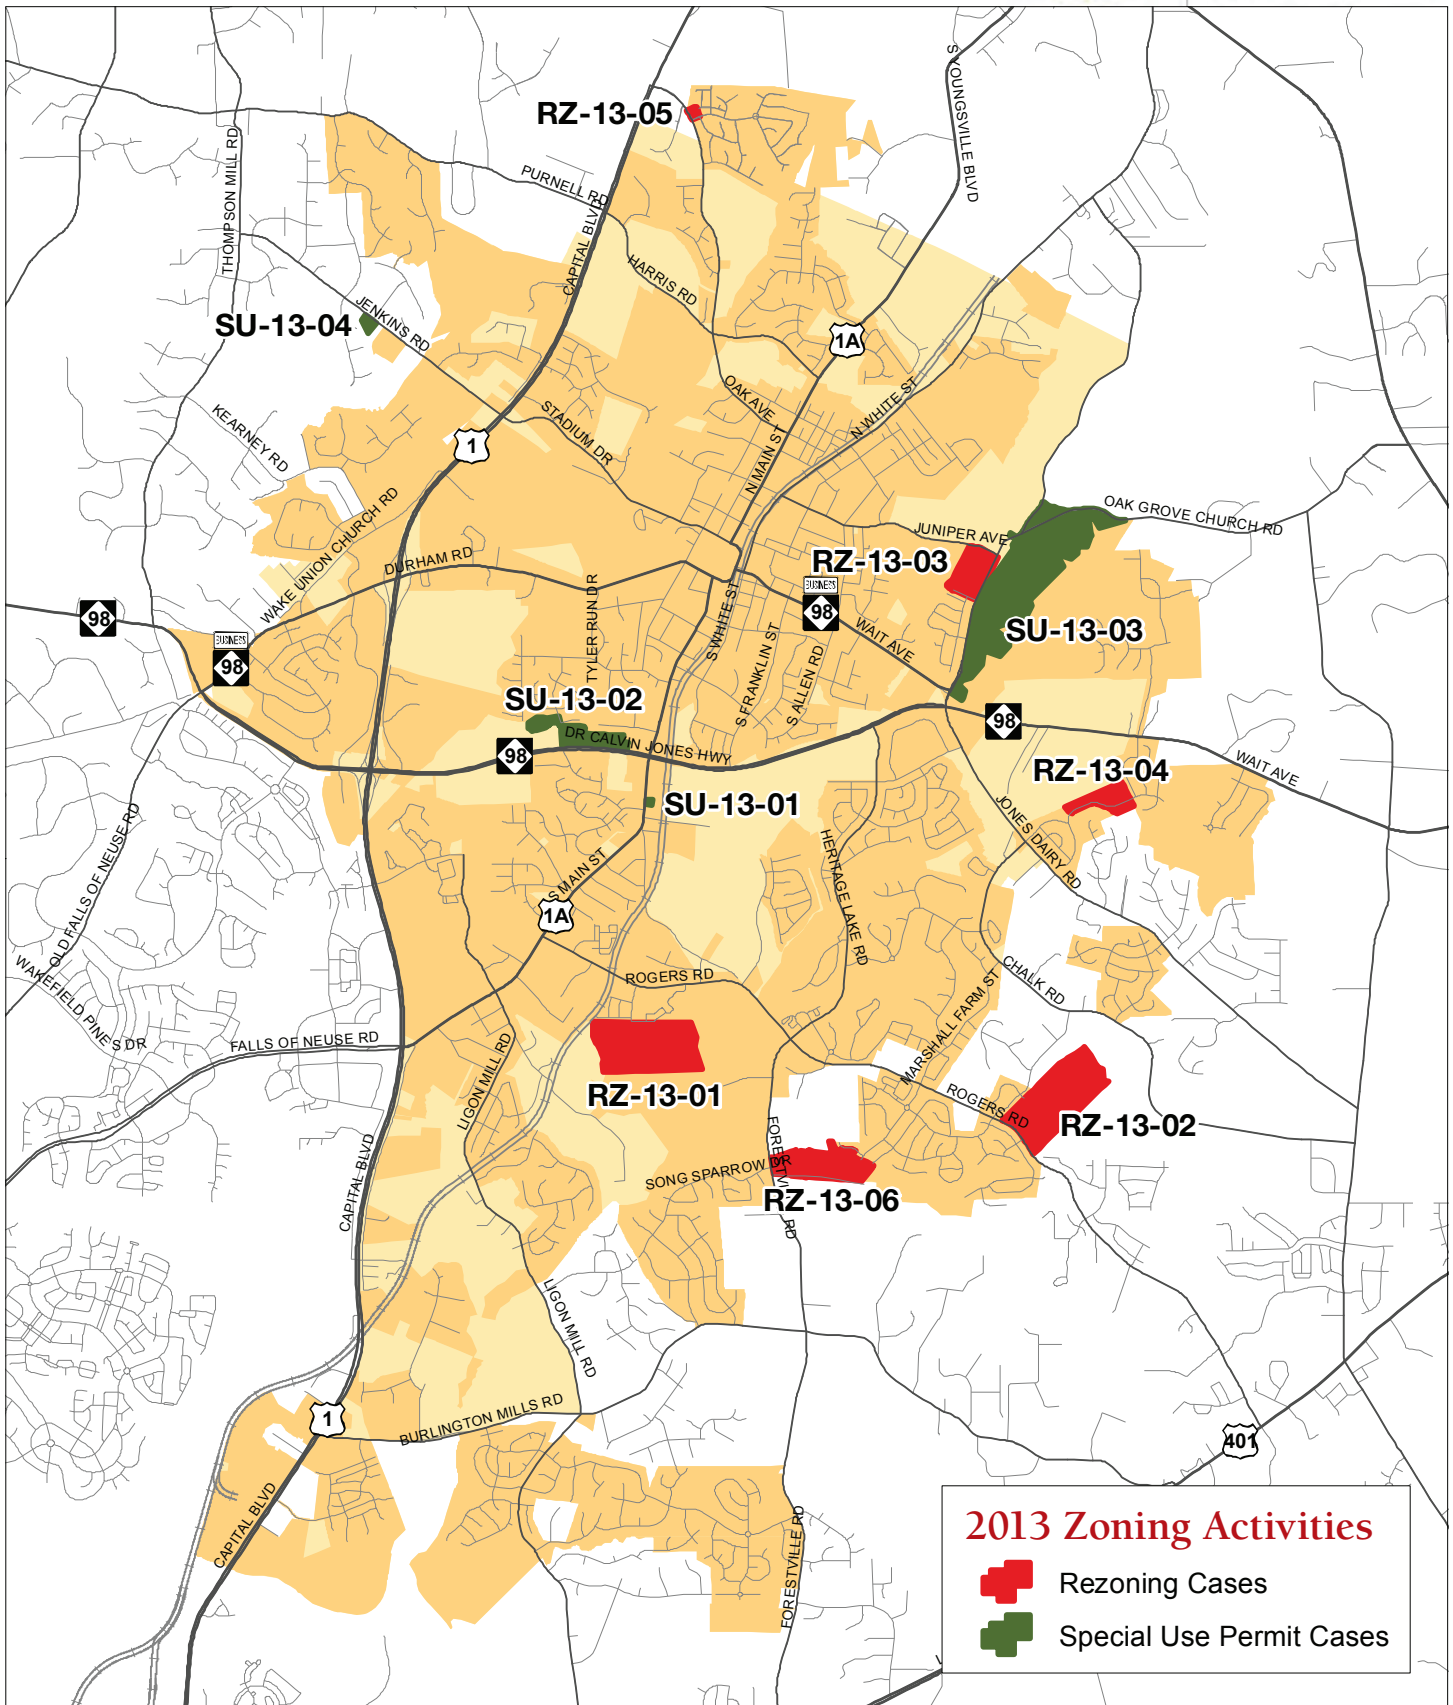 S YOUNGSVILLE BLVD
RZ-13-05
THOMPSON MILL RD
PURNELL RD
CAPITAL BLVD
HARRIS RD
JENKINS RD
SU-13-04
1A
OAK AVE
STADIUM DR
N WHITE ST
KEARNEY RD
1
N MAIN ST
WAKE UNION CHURCH RD
OAK GROVE CHURCH RD
JUNIPER AVE
DURHAM RD
RZ-13-03
TYLER RUN DR
BUSINESS
98
98
S WHITE ST
S FRANKLIN ST
S ALLEN RD
WAIT AVE
SU-13-03
BUSINESS
98
SU-13-02
DR CALVIN JONES HWY
98
98
WAIT AVE
RZ-13-04
SU-13-01
JONES DAIRY RD
OLD FALLS OF NEUSE RD
HERITAGE LAKE RD
S MAIN ST
1A
WAKEFIELD PINES DR
ROGERS RD
CHALK RD
MARSHALL FARM ST
FALLS OF NEUSE RD
LIGON MILL RD
RZ-13-01
ROGERS RD
RZ-13-02
CAPITAL BLVD
FORESTVILLE RD
SONG SPARROW DR
RZ-13-06
LIGON MILL RD
BURLINGTON MILLS RD
1
401
CAPITAL BLVD
FORESTVILLE RD
2013 Zoning Activities
Rezoning Cases
Special Use Permit Cases